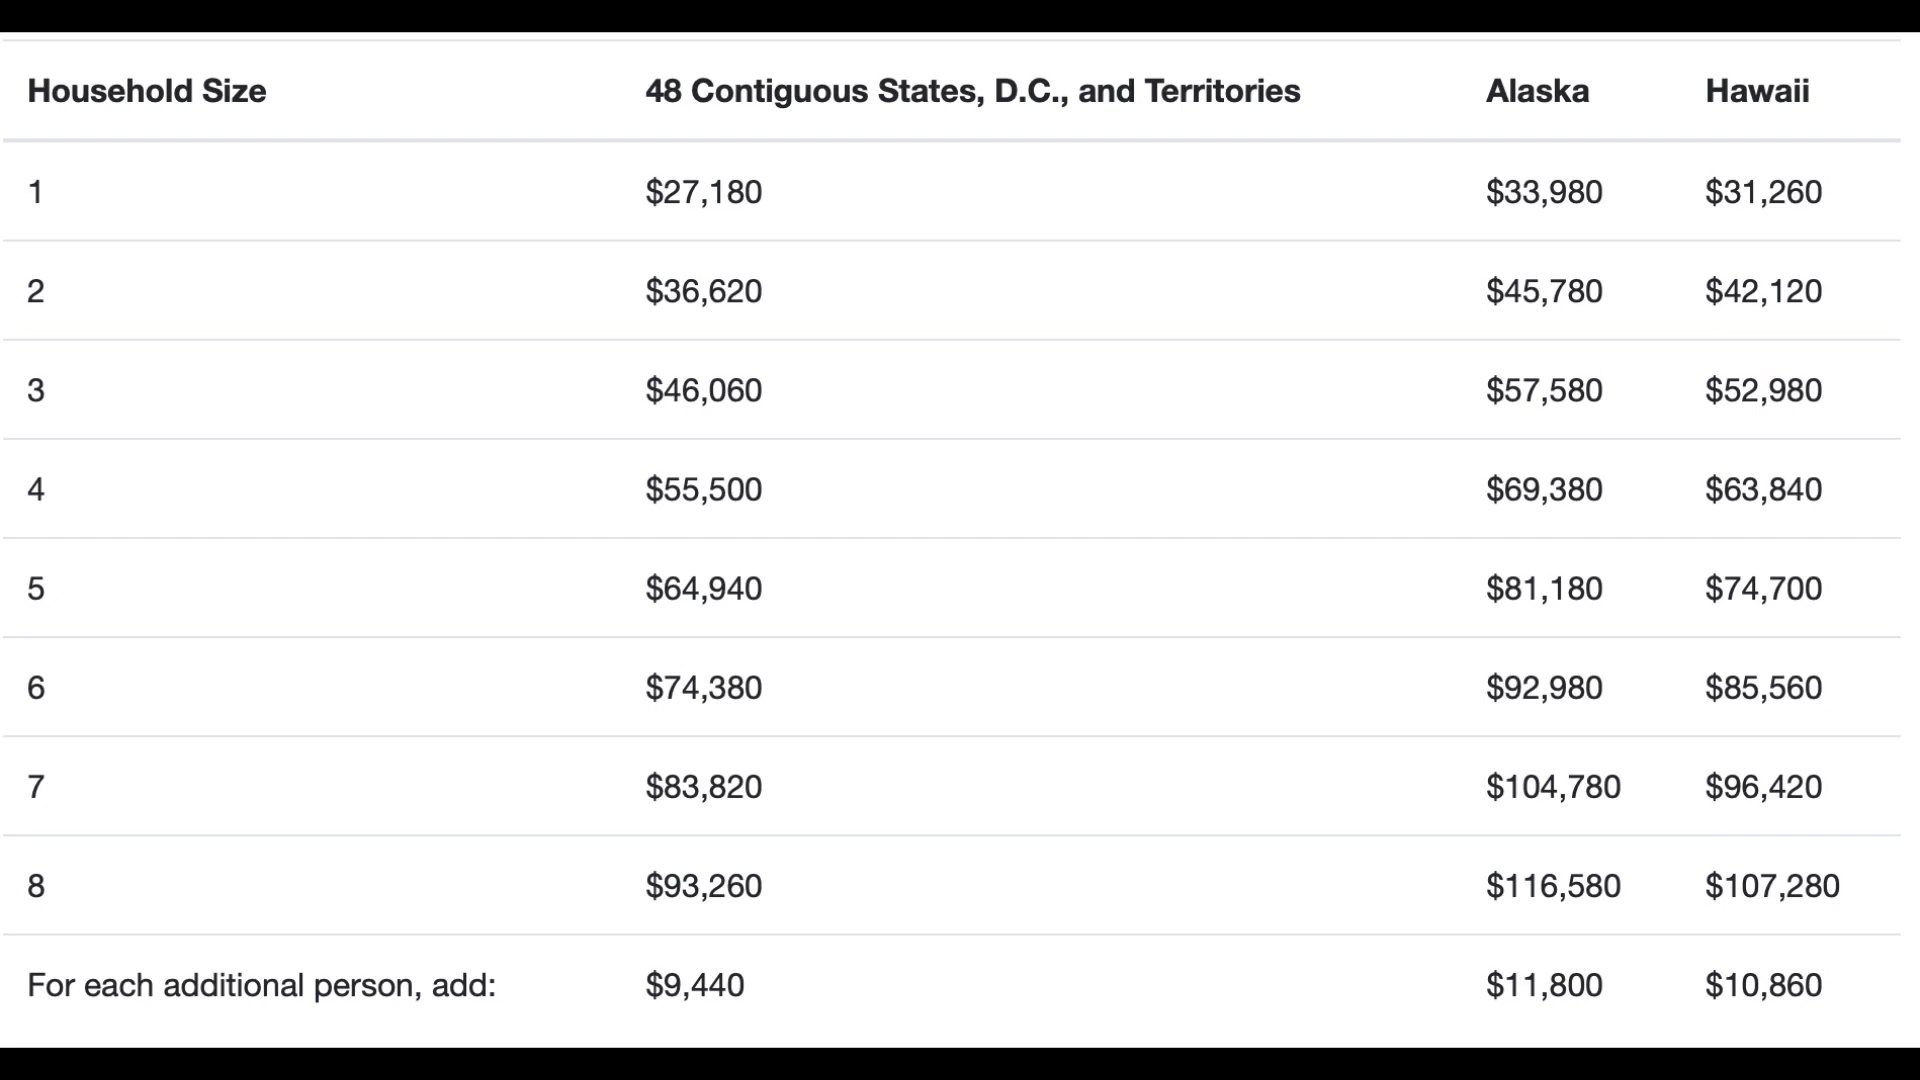 Household Size 48 Contiguous States, D.C., and Territories Alaska Hawaii
1 $27,180 $33,980 $31,260
2 $36,620 $45,780 $42,120
3 $46,060 $57,580 $52,980
4 $55,500 $69,380 $63,840
5 $64,940 $81,180 $74,700
6 $74,380 $92,980 $85,560
7 $83,820 $104,780 $96,420
8 $93,260 $116,580 $107,280
For each additional person, add: $9,440 $11,800 $10,860